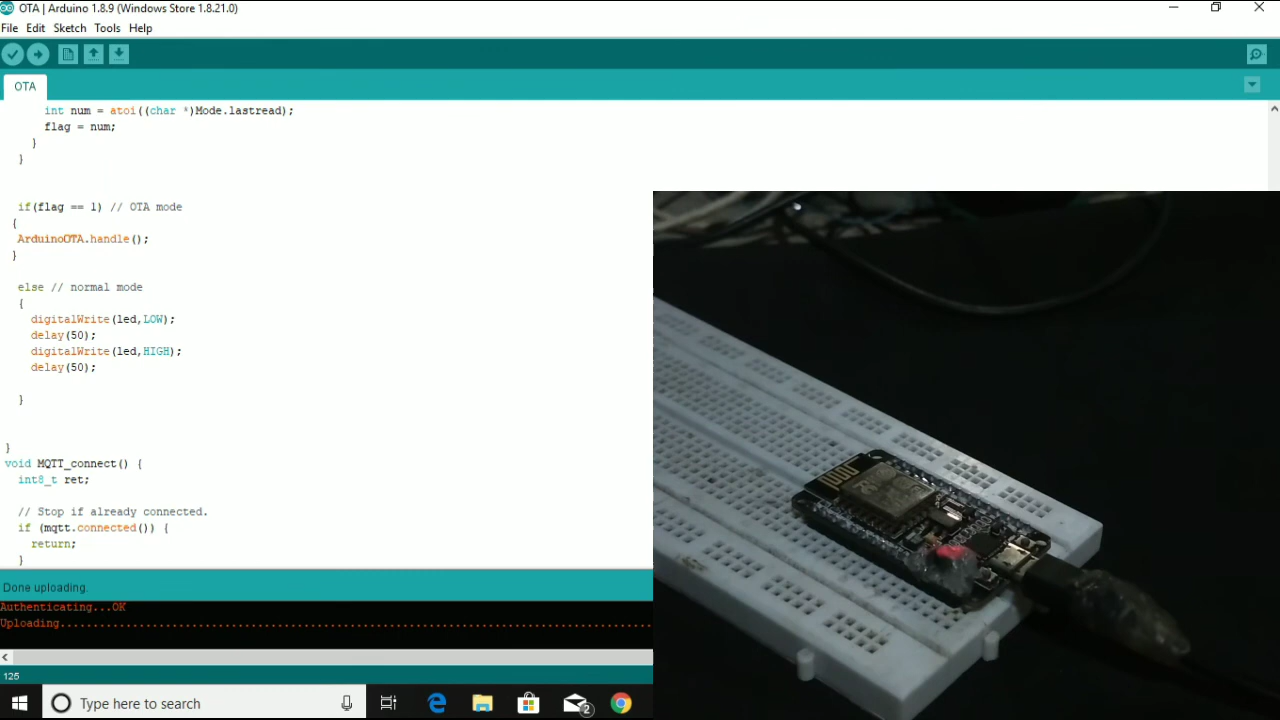 OTA | Arduino 1.8.9 (Windows Store 1.8.21.0)
File Edit Sketch Tools Help
OTA
int num = atoi((char *)Mode.lastread);
flag = num;
}
}
if(flag == 1) // OTA mode
{
ArduinoOTA.handle();
}
else // normal mode
{
digitalWrite(led,LOW);
delay(50);
digitalWrite(led,HIGH);
delay(50);
}
}
void MQTT_connect() {
int8_t ret;
// Stop if already connected.
if (mqtt.connected()) {
return;
}
Done uploading.
Authenticating...OK
Uploading..........................................................................................
125
Type here to search
2